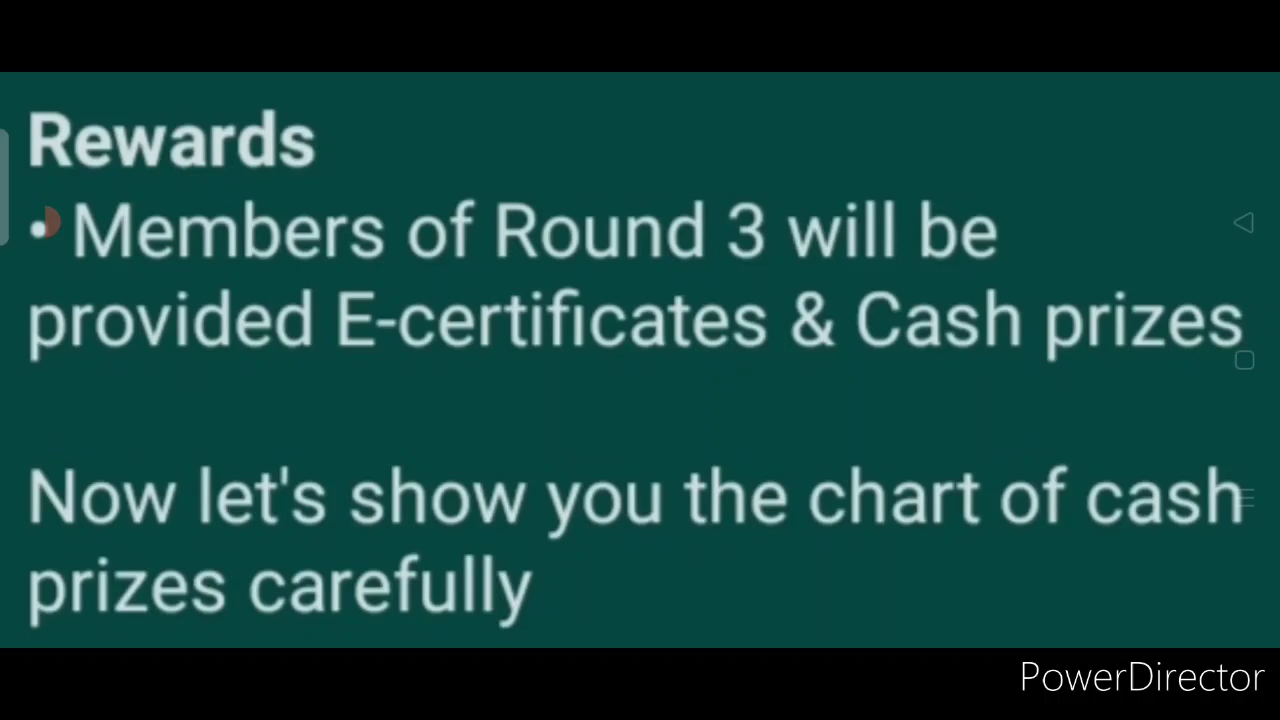 Rewards
• Members of Round 3 will be
provided E-certificates & Cash prizes
Now let's show you the chart of cash
prizes carefully
PowerDirector